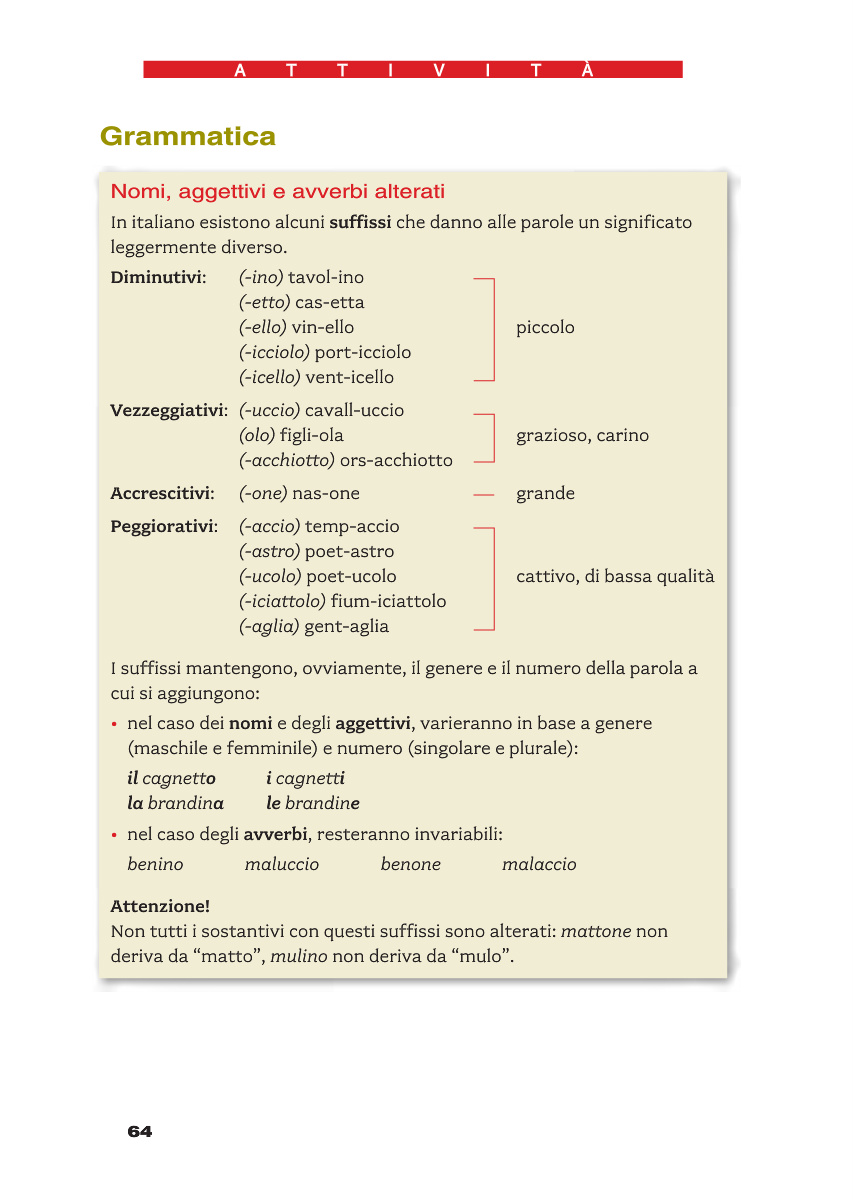 ATTIVITÀ
Grammatica
Nomi, aggettivi e avverbi alterati
In italiano esistono alcuni suffissi che danno alle parole un significato
leggermente diverso.
Diminutivi: (-ino) tavol-ino
(-etto) cas-etta
(-ello) vin-ello piccolo
(-icciolo) port-icciolo
(-icello) vent-icello
Vezzeggiativi: (-uccio) cavall-uccio
(olo) figli-ola grazioso, carino
(-acchiotto) ors-acchiotto
Accrescitivi: (-one) nas-one grande
Peggiorativi: (-accio) temp-accio
(-astro) poet-astro
(-ucolo) poet-ucolo cattivo, di bassa qualità
(-iciattolo) fium-iciattolo
(-aglia) gent-aglia
I suffissi mantengono, ovviamente, il genere e il numero della parola a
cui si aggiungono:
• nel caso dei nomi e degli aggettivi, varieranno in base a genere
(maschile e femminile) e numero (singolare e plurale):
il cagnetto i cagnetti
la brandina le brandine
• nel caso degli avverbi, resteranno invariabili:
benino maluccio benone malaccio
Attenzione!
Non tutti i sostantivi con questi suffissi sono alterati: mattone non
deriva da “matto”, mulino non deriva da “mulo”.
64